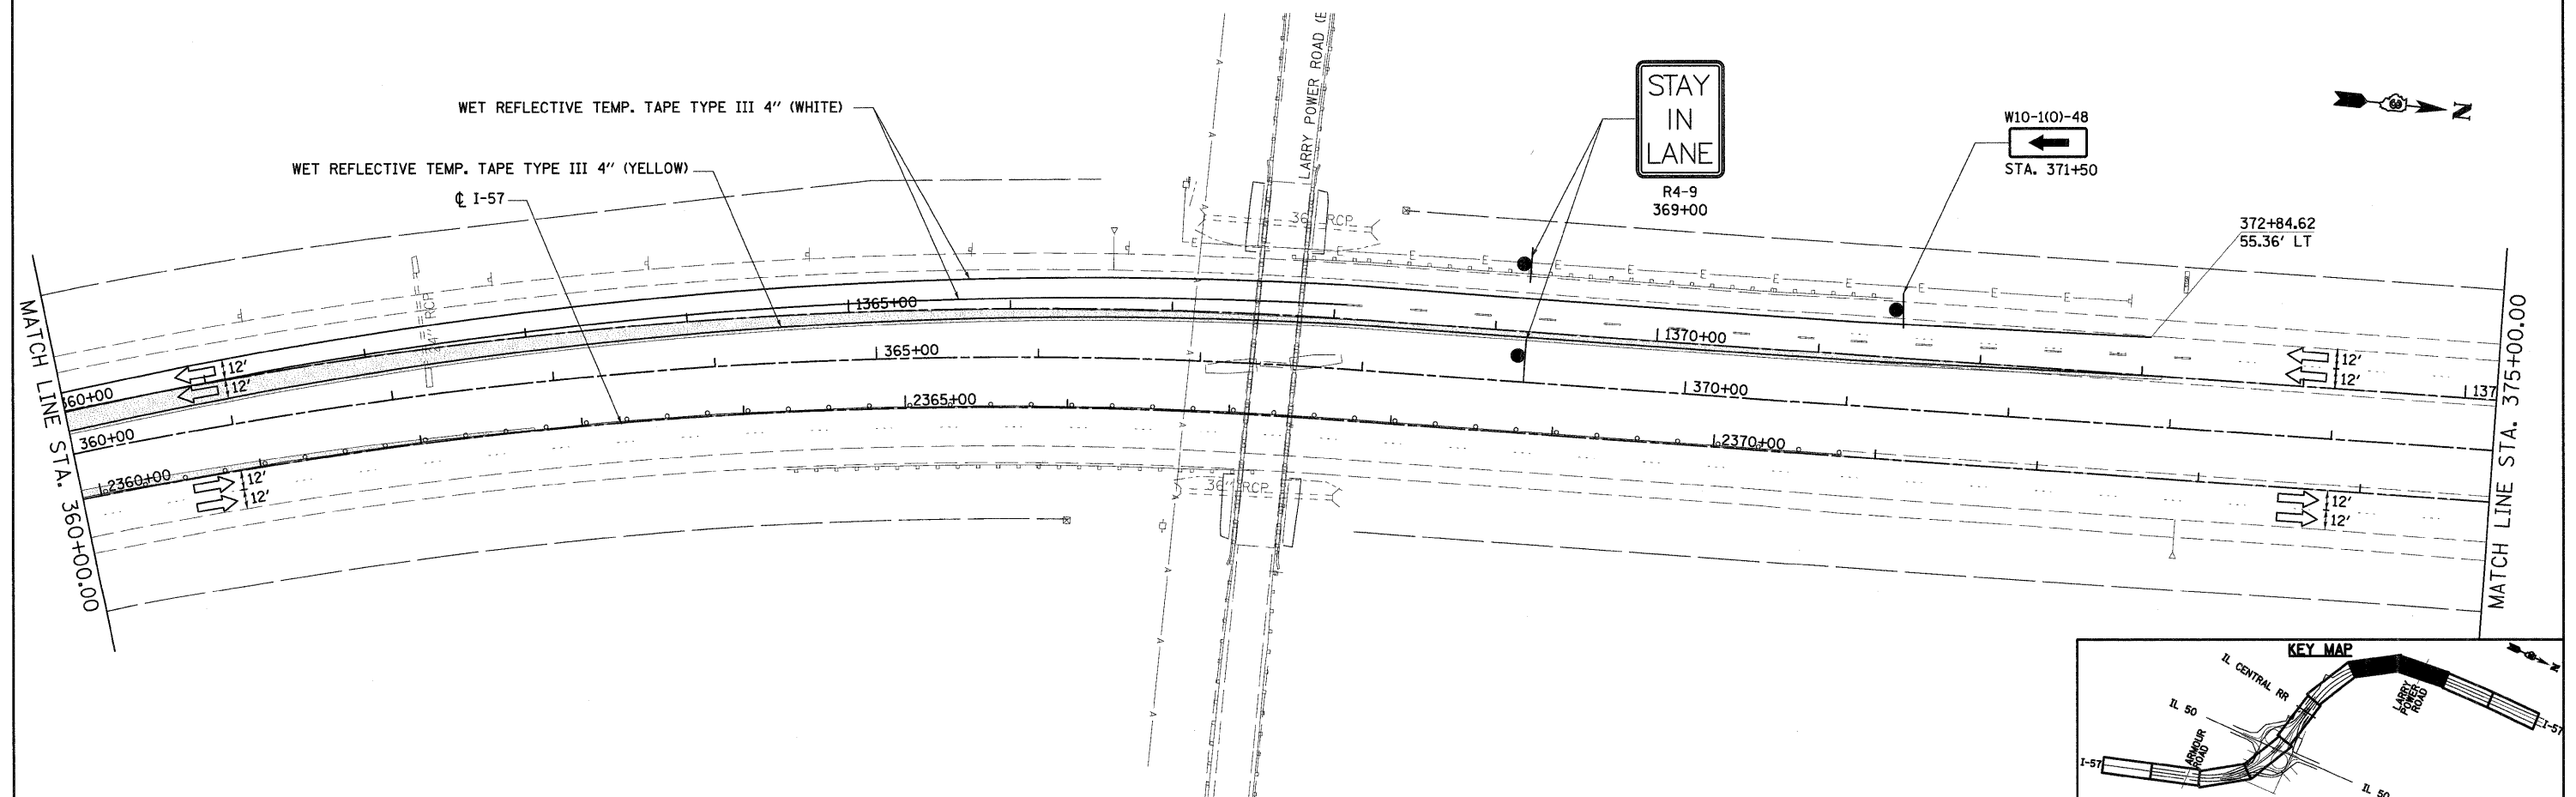 LARRY POWER ROAD (E
WET REFLECTIVE TEMP. TAPE TYPE III 4" (WHITE)
WET REFLECTIVE TEMP. TAPE TYPE III 4" (YELLOW)
℄ I-57
STAY
IN
LANE
R4-9
369+00
W10-1(O)-48
STA. 371+50
N
372+84.62
55.36' LT
MATCH LINE STA. 360+00.00
MATCH LINE STA. 375+00.00
24" RCP
36" RCP
36" RCP
A
A
A
A
A
A
A
A
E
E
E
E
E
E
E
E
E
E
E
1365+00
1370+00
137
360+00
360+00
365+00
370+00
2360+00
2365+00
2370+00
12'
12'
12'
12'
12'
12'
12'
12'
KEY MAP
N
IL CENTRAL RR
IL 50
LARRY
POWER
ROAD
ARMOUR
ROAD
I-57
I-57
IL 50